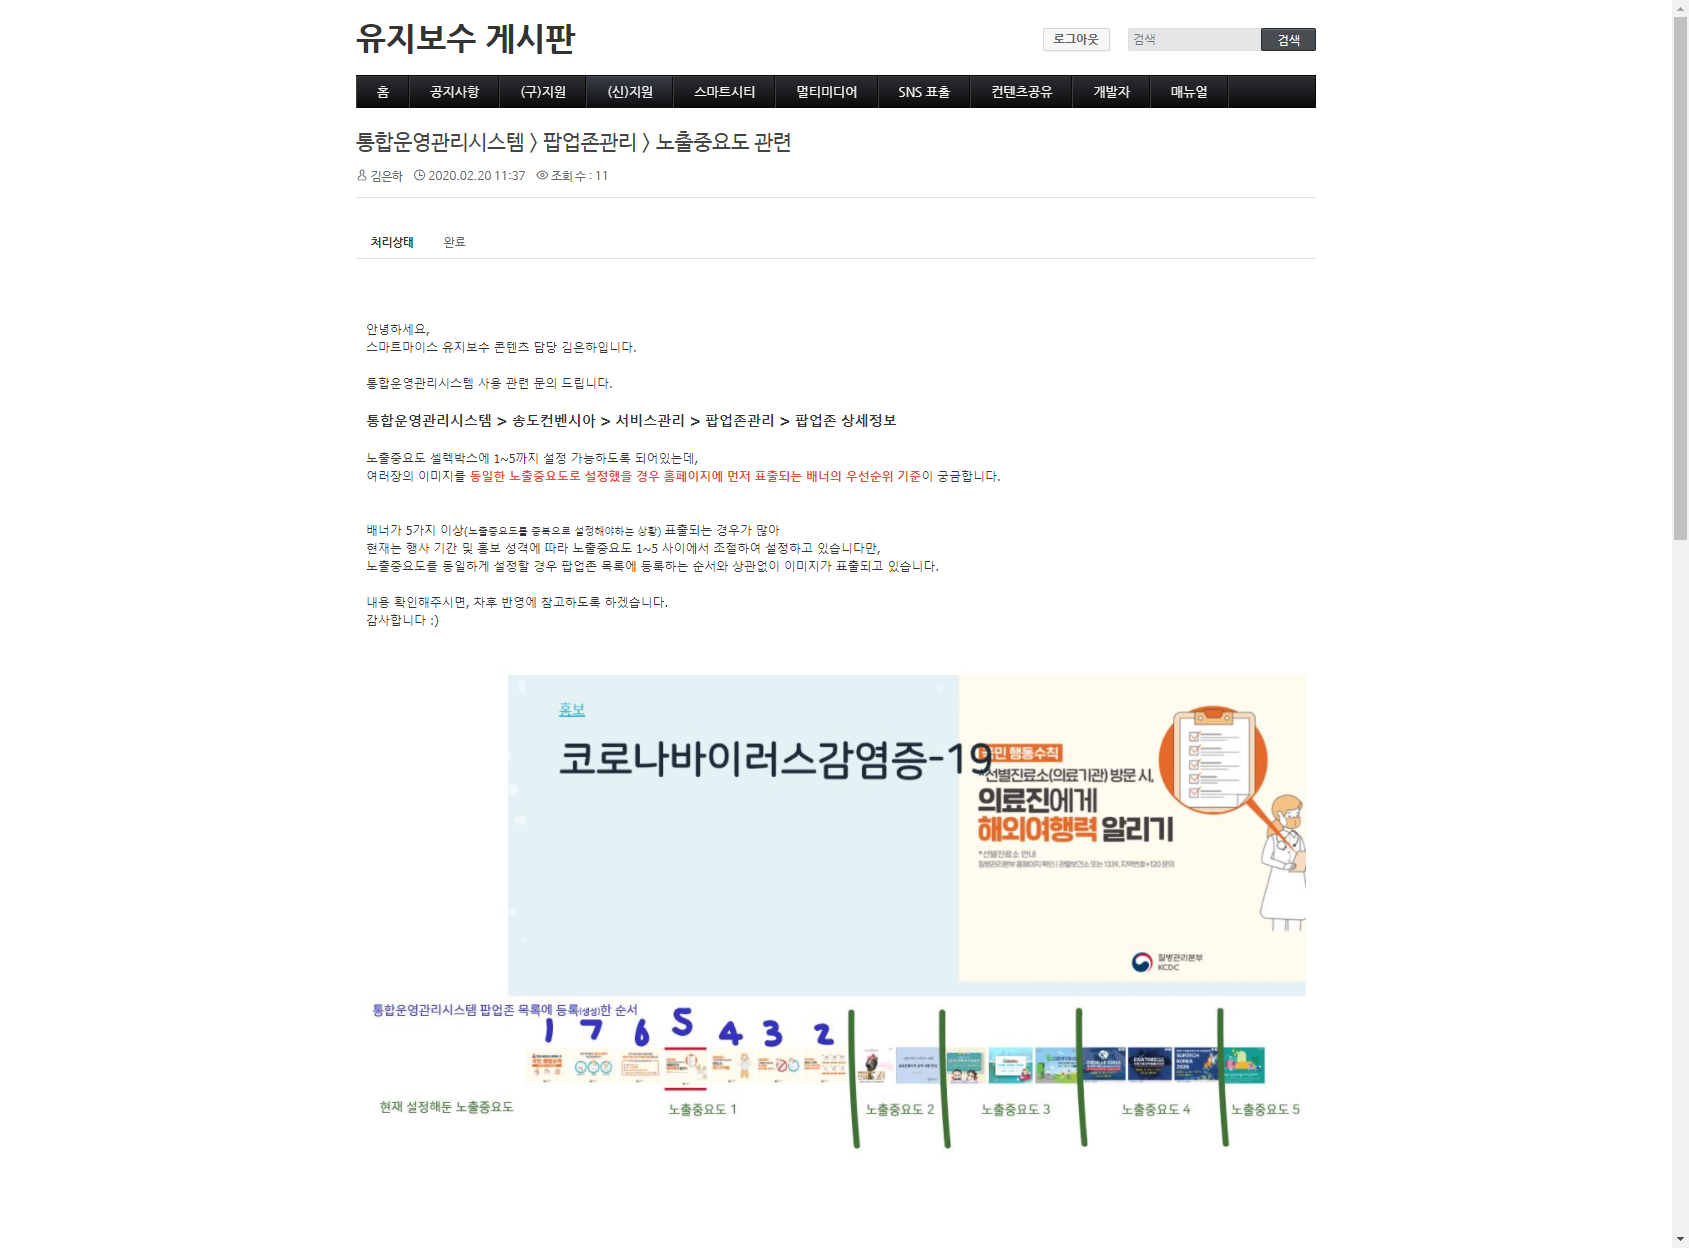 유지보수 게시판
로그아웃
검색
검색
홈
공지사항
(구)지원
(신)지원
스마트시티
멀티미디어
SNS 표출
컨텐츠공유
개발자
매뉴얼
통합운영관리시스템 > 팝업존관리 > 노출중요도 관련
김은하 2020.02.20 11:37 조회 수 : 11
처리상태 완료
안녕하세요,
스마트마이스 유지보수 콘텐츠 담당 김은하입니다.
통합운영관리시스템 사용 관련 문의 드립니다.
통합운영관리시스템 > 송도컨벤시아 > 서비스관리 > 팝업존관리 > 팝업존 상세정보
노출중요도 셀렉박스에 1~5까지 설정 가능하도록 되어있는데,
여러장의 이미지를 동일한 노출중요도로 설정했을 경우 홈페이지에 먼저 표출되는 배너의 우선순위 기준이 궁금합니다.
배너가 5가지 이상(노출중요도를 중복으로 설정해야하는 상황) 표출되는 경우가 많아
현재는 행사 기간 및 홍보 성격에 따라 노출중요도 1~5 사이에서 조절하여 설정하고 있습니다만,
노출중요도를 동일하게 설정할 경우 팝업존 목록에 등록하는 순서와 상관없이 이미지가 표출되고 있습니다.
내용 확인해주시면, 차후 반영에 참고하도록 하겠습니다.
감사합니다 :)
홍보
코로나바이러스감염증-19
국민 행동수칙
*선별진료소(의료기관) 방문 시,
의료진에게
해외여행력 알리기
*선별진료소 안내
질병관리본부 홈페이지 확인 / 관할보건소 또는 1339, 지역번호+120 문의
질병관리본부
KCDC
통합운영관리시스템 팝업존 목록에 등록(생성)한 순서
1 7 6 5 4 3 2
현재 설정해둔 노출중요도
노출중요도 1
노출중요도 2
노출중요도 3
노출중요도 4
노출중요도 5